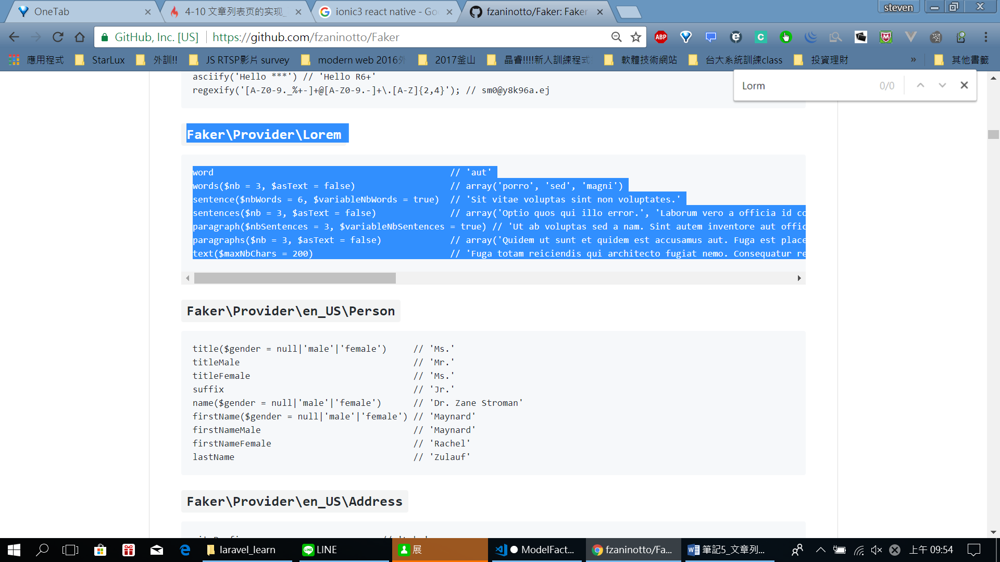 OneTab
4-10 文章列表页的实现_
ionic3 react native - Go
fzaninotto/Faker: Faker
steven
GitHub, Inc. [US]
https://github.com/fzaninotto/Faker
ABP
應用程式
StarLux
外訓!!
JS RTSP影片 survey
modern web 2016外
2017釜山
晶睿!!!!新人訓練程式
軟體技術網站
台大系統訓練class
投資理財
»
其他書籤
Lorm
0/0
asciify('Hello ***') // 'Hello R6+'
regexify('[A-Z0-9._%+-]+@[A-Z0-9.-]+\.[A-Z]{2,4}'); // sm0@y8k96a.ej
Faker\Provider\Lorem
word // 'aut'
words($nb = 3, $asText = false) // array('porro', 'sed', 'magni')
sentence($nbWords = 6, $variableNbWords = true) // 'Sit vitae voluptas sint non voluptates.'
sentences($nb = 3, $asText = false) // array('Optio quos qui illo error.', 'Laborum vero a officia id co
paragraph($nbSentences = 3, $variableNbSentences = true) // 'Ut ab voluptas sed a nam. Sint autem inventore aut offic
paragraphs($nb = 3, $asText = false) // array('Quidem ut sunt et quidem est accusamus aut. Fuga est place
text($maxNbChars = 200) // 'Fuga totam reiciendis qui architecto fugiat nemo. Consequatur re
Faker\Provider\en_US\Person
title($gender = null|'male'|'female') // 'Ms.'
titleMale // 'Mr.'
titleFemale // 'Ms.'
suffix // 'Jr.'
name($gender = null|'male'|'female') // 'Dr. Zane Stroman'
firstName($gender = null|'male'|'female') // 'Maynard'
firstNameMale // 'Maynard'
firstNameFemale // 'Rachel'
lastName // 'Zulauf'
Faker\Provider\en_US\Address
laravel_learn
LINE
展
● ModelFact...
fzaninotto/Fa...
筆記5_文章列...
上午 09:54